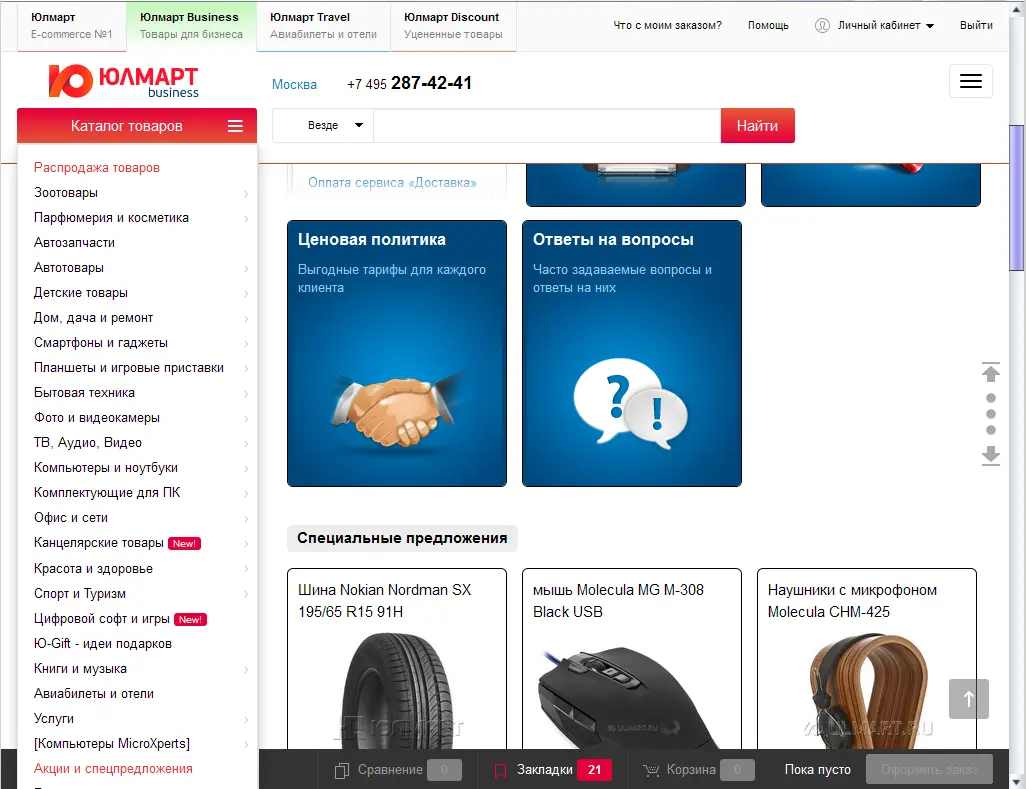 Юлмарт
E-commerce №1
Юлмарт Business
Товары для бизнеса
Юлмарт Travel
Авиабилеты и отели
Юлмарт Discount
Уцененные товары
Что с моим заказом?
Помощь
Личный кабинет
Выйти
ЮЛМАРТ
business
Москва
+7 495 287-42-41
Каталог товаров
Везде
Найти
Распродажа товаров
Зоотовары
Парфюмерия и косметика
Автозапчасти
Автотовары
Детские товары
Дом, дача и ремонт
Смартфоны и гаджеты
Планшеты и игровые приставки
Бытовая техника
Фото и видеокамеры
ТВ, Аудио, Видео
Компьютеры и ноутбуки
Комплектующие для ПК
Офис и сети
Канцелярские товары New!
Красота и здоровье
Спорт и Туризм
Цифровой софт и игры New!
Ю-Gift - идеи подарков
Книги и музыка
Авиабилеты и отели
Услуги
[Компьютеры MicroXperts]
Акции и спецпредложения
Оплата сервиса «Доставка»
Ценовая политика
Выгодные тарифы для каждого
клиента
Ответы на вопросы
Часто задаваемые вопросы и
ответы на них
?
!
Специальные предложения
Шина Nokian Nordman SX
195/65 R15 91H
мышь Molecula MG M-308
Black USB
Наушники с микрофоном
Molecula CHM-425
ULMART.RU
ULMART.RU
Сравнение 0
Закладки 21
Корзина 0
Пока пусто
Оформить заказ